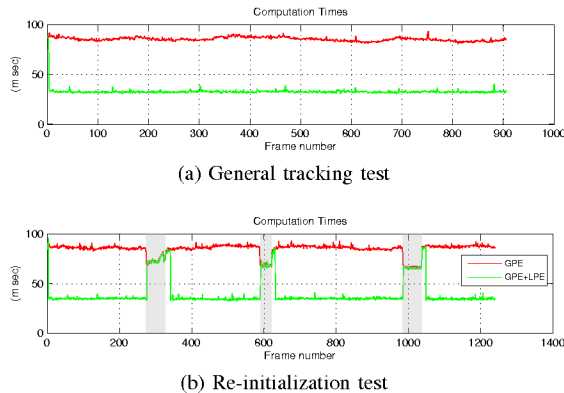 Computation Times
100
50
0
(m sec)
0 100 200 300 400 500 600 700 800 900 1000
Frame number
(a) General tracking test
Computation Times
100
50
0
(m sec)
GPE
GPE+LPE
0 200 400 600 800 1000 1200 1400
Frame number
(b) Re-initialization test